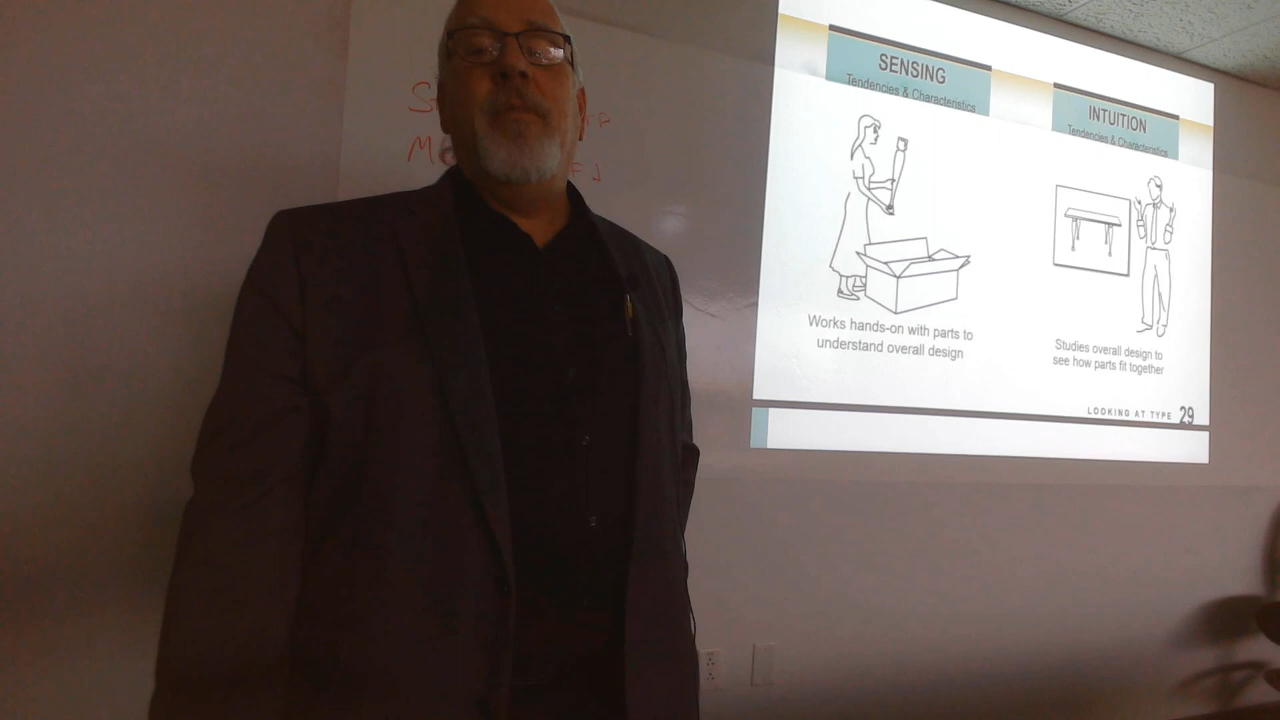 SENSING
Tendencies & Characteristics
Works hands-on with parts to
understand overall design
INTUITION
Tendencies & Characteristics
Studies overall design to
see how parts fit together
LOOKING AT TYPE 29